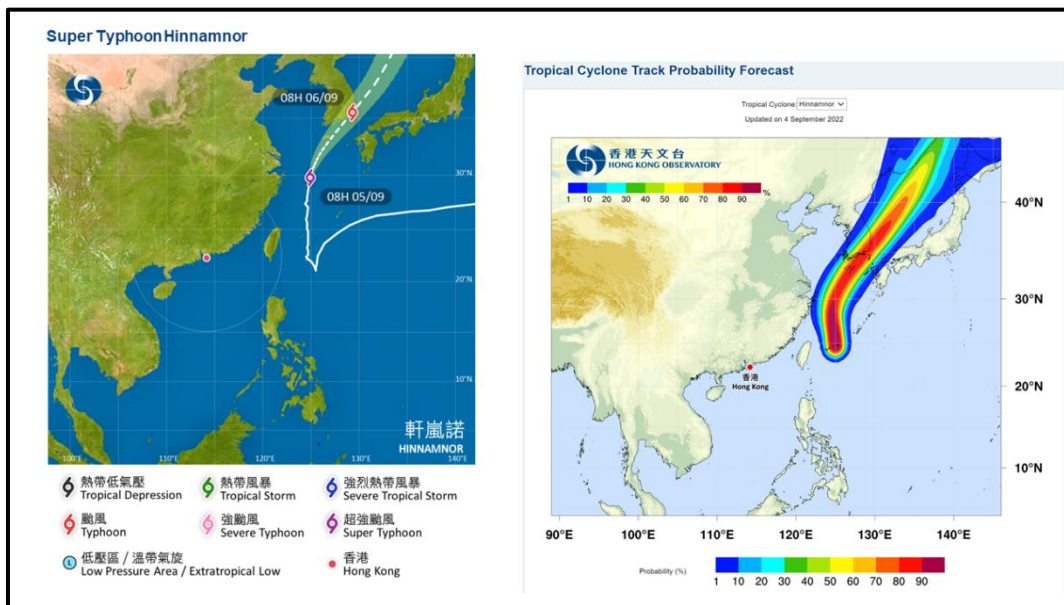 Super Typhoon Hinnamnor
40°N
08H 06/09
30°N
08H 05/09
20°N
10°N
軒嵐諾
HINNAMNOR
100°E
110°E
120°E
130°E
140°E
熱帶低氣壓
Tropical Depression
熱帶風暴
Tropical Storm
強烈熱帶風暴
Severe Tropical Storm
颱風
Typhoon
強颱風
Severe Typhoon
超強颱風
Super Typhoon
L
低壓區 / 溫帶氣旋
Low Pressure Area / Extratropical Low
香港
Hong Kong
Tropical Cyclone Track Probability Forecast
Tropical Cyclone: Hinnamnor
Updated on 4 September 2022
香港天文台
HONG KONG OBSERVATORY
%
1 10 20 30 40 50 60 70 80 90
40°N
30°N
香港
Hong Kong
20°N
10°N
90°E 100°E 110°E 120°E 130°E 140°E
Probability (%)
1 10 20 30 40 50 60 70 80 90